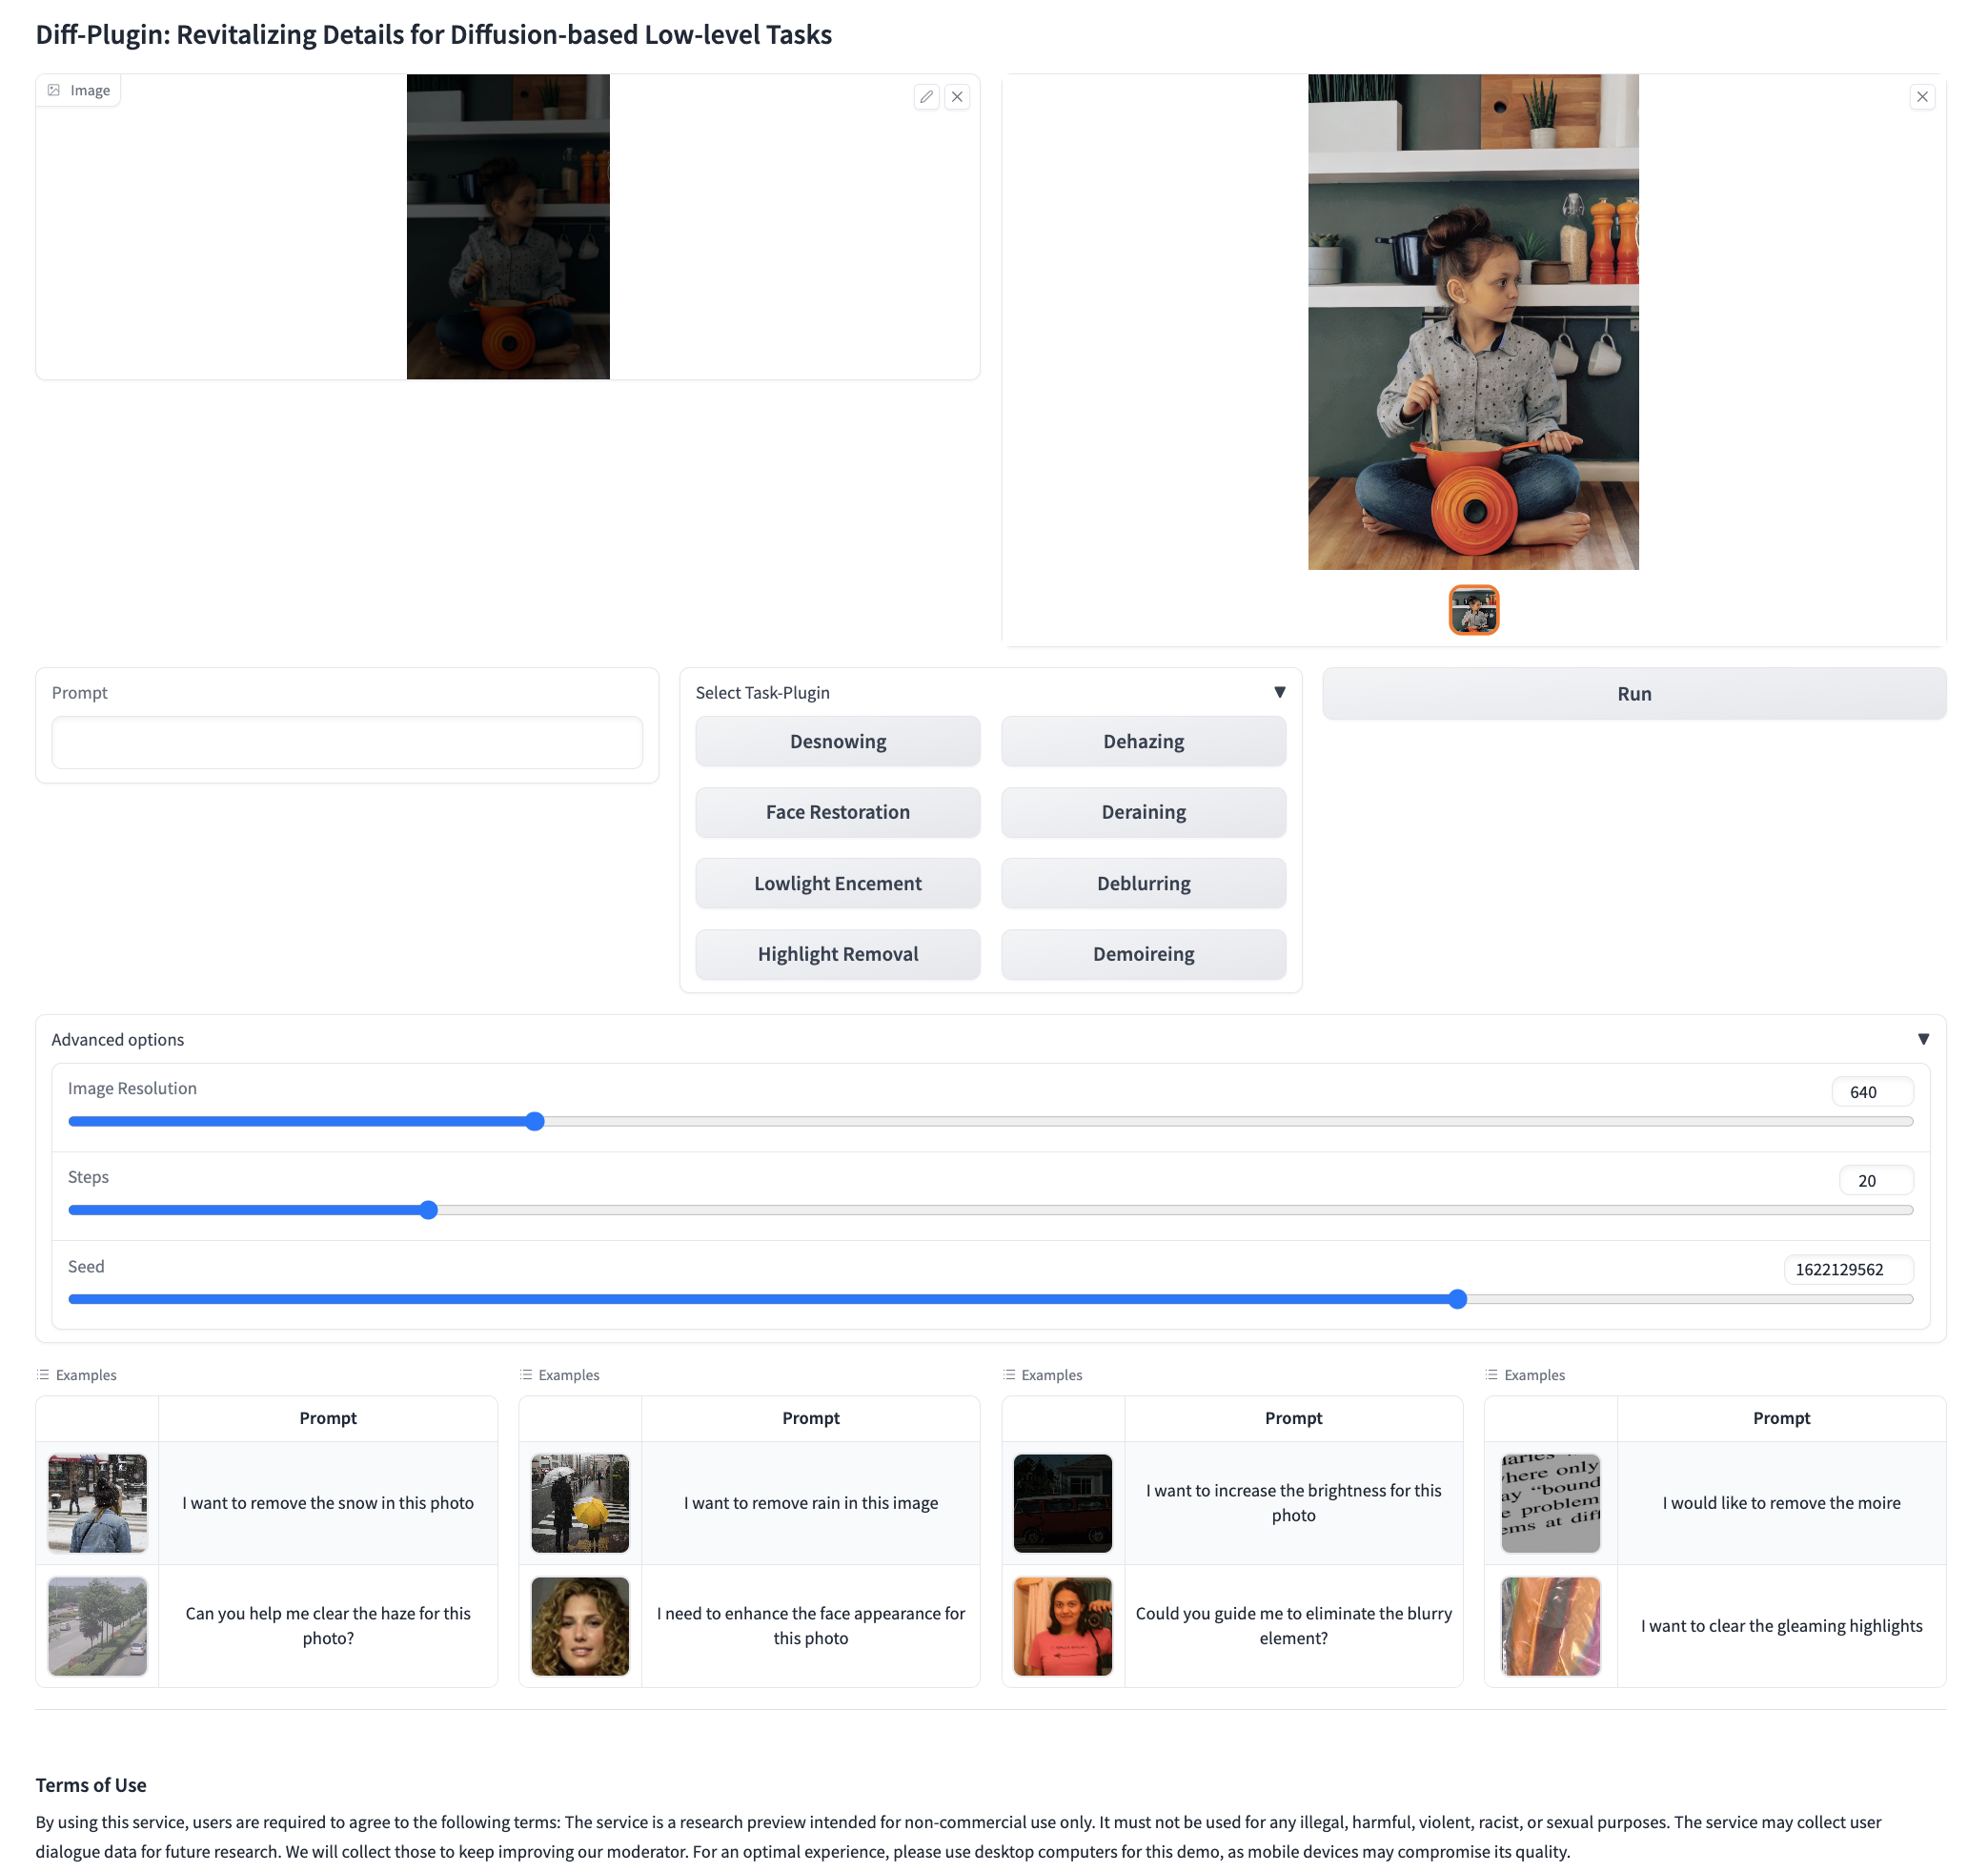 Diff-Plugin: Revitalizing Details for Diffusion-based Low-level Tasks
Image
Prompt
Select Task-Plugin
▼
Run
Desnowing
Dehazing
Face Restoration
Deraining
Lowlight Encement
Deblurring
Highlight Removal
Demoireing
Advanced options
▼
Image Resolution
640
Steps
20
Seed
1622129562
Examples
Prompt
I want to remove the snow in this photo
Can you help me clear the haze for this
photo?
Examples
Prompt
I want to remove rain in this image
I need to enhance the face appearance for
this photo
Examples
Prompt
I want to increase the brightness for this
photo
Could you guide me to eliminate the blurry
element?
Examples
Prompt
here only
ay “bound
e problem
ems at diff
I would like to remove the moire
I want to clear the gleaming highlights
Terms of Use
By using this service, users are required to agree to the following terms: The service is a research preview intended for non-commercial use only. It must not be used for any illegal, harmful, violent, racist, or sexual purposes. The service may collect user
dialogue data for future research. We will collect those to keep improving our moderator. For an optimal experience, please use desktop computers for this demo, as mobile devices may compromise its quality.